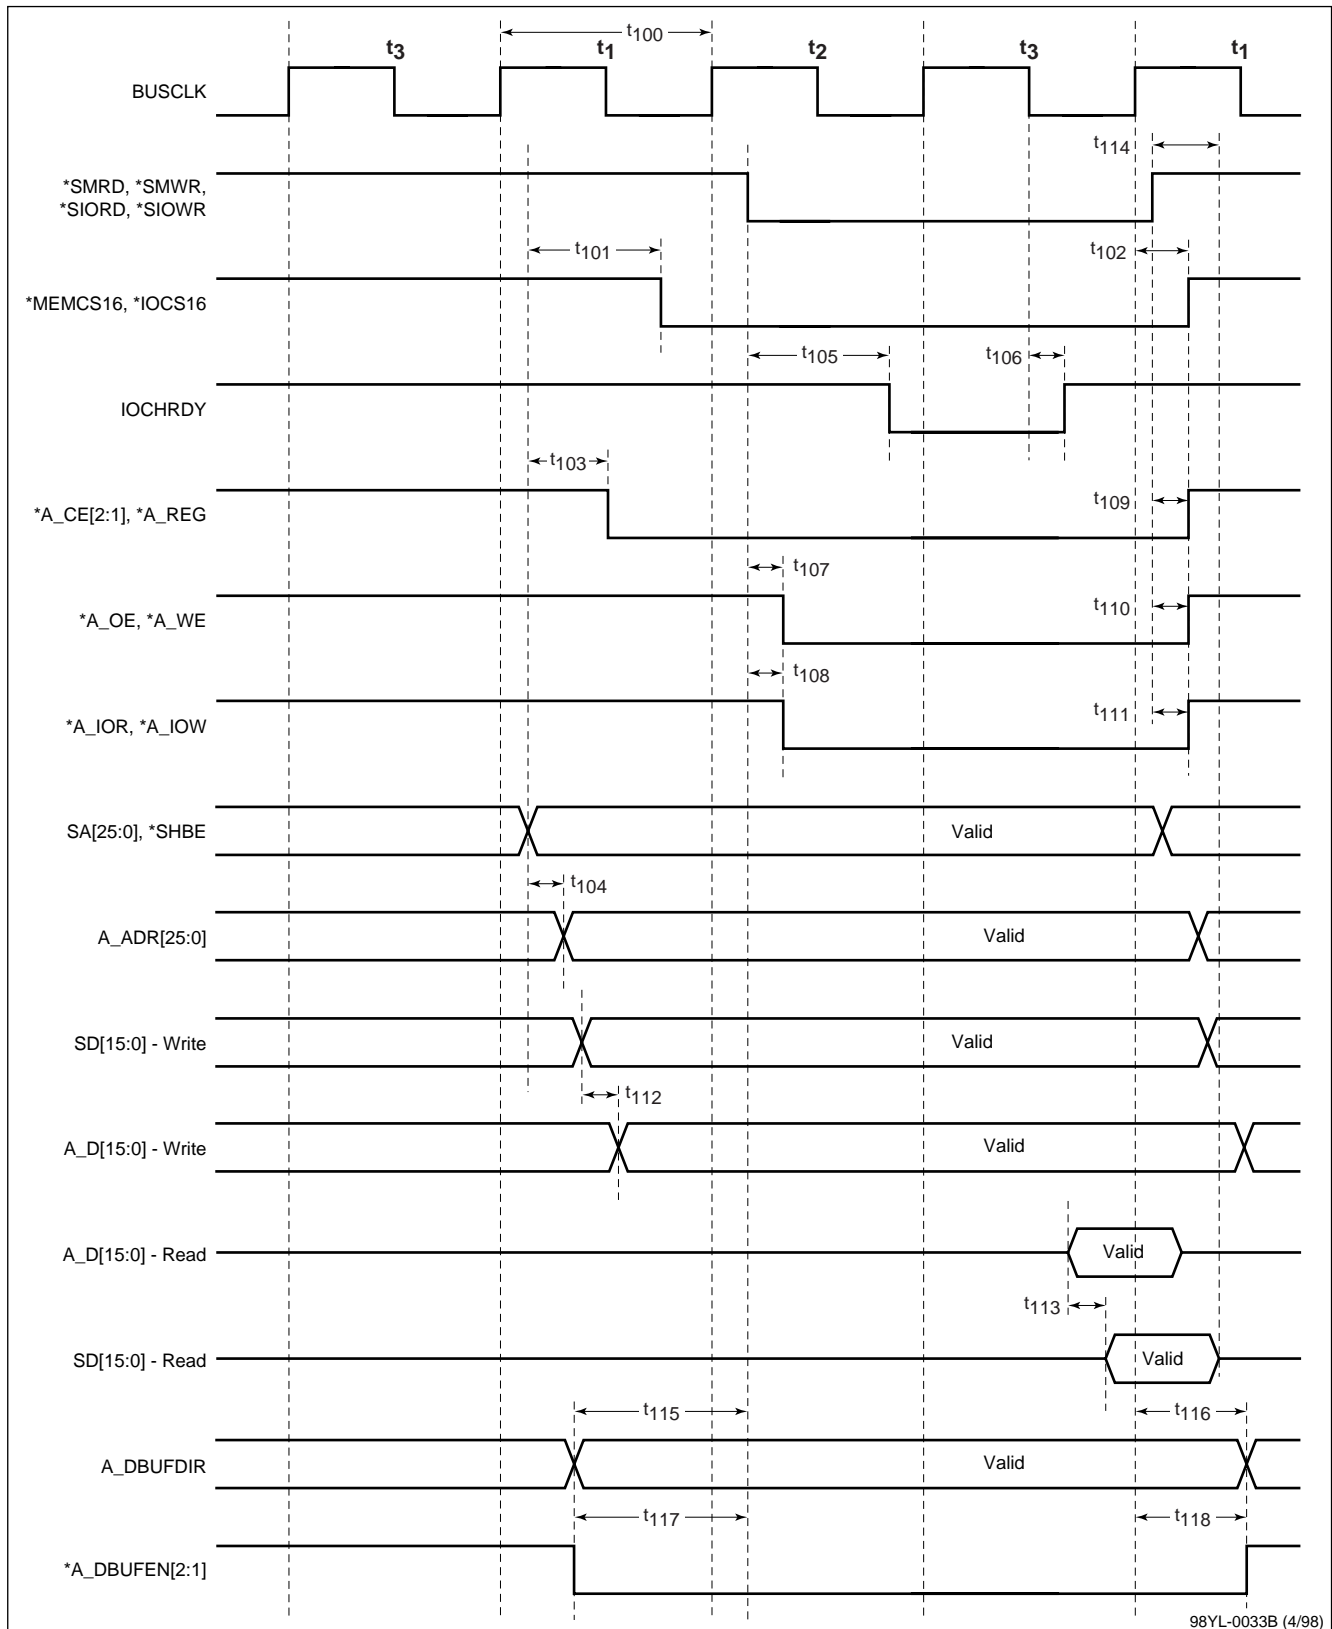 t100
t3 t1 t2 t3 t1
BUSCLK
t114
*SMRD, *SMWR,
*SIORD, *SIOWR
t101 t102
*MEMCS16, *IOCS16
t105 t106
IOCHRDY
t103
*A_CE[2:1], *A_REG t109
t107
*A_OE, *A_WE t110
t108
*A_IOR, *A_IOW t111
SA[25:0], *SHBE Valid
t104
A_ADR[25:0] Valid
SD[15:0] - Write Valid
t112
A_D[15:0] - Write Valid
A_D[15:0] - Read Valid
t113
SD[15:0] - Read Valid
t115 t116
A_DBUFDIR Valid
t117 t118
*A_DBUFEN[2:1]
98YL-0033B (4/98)